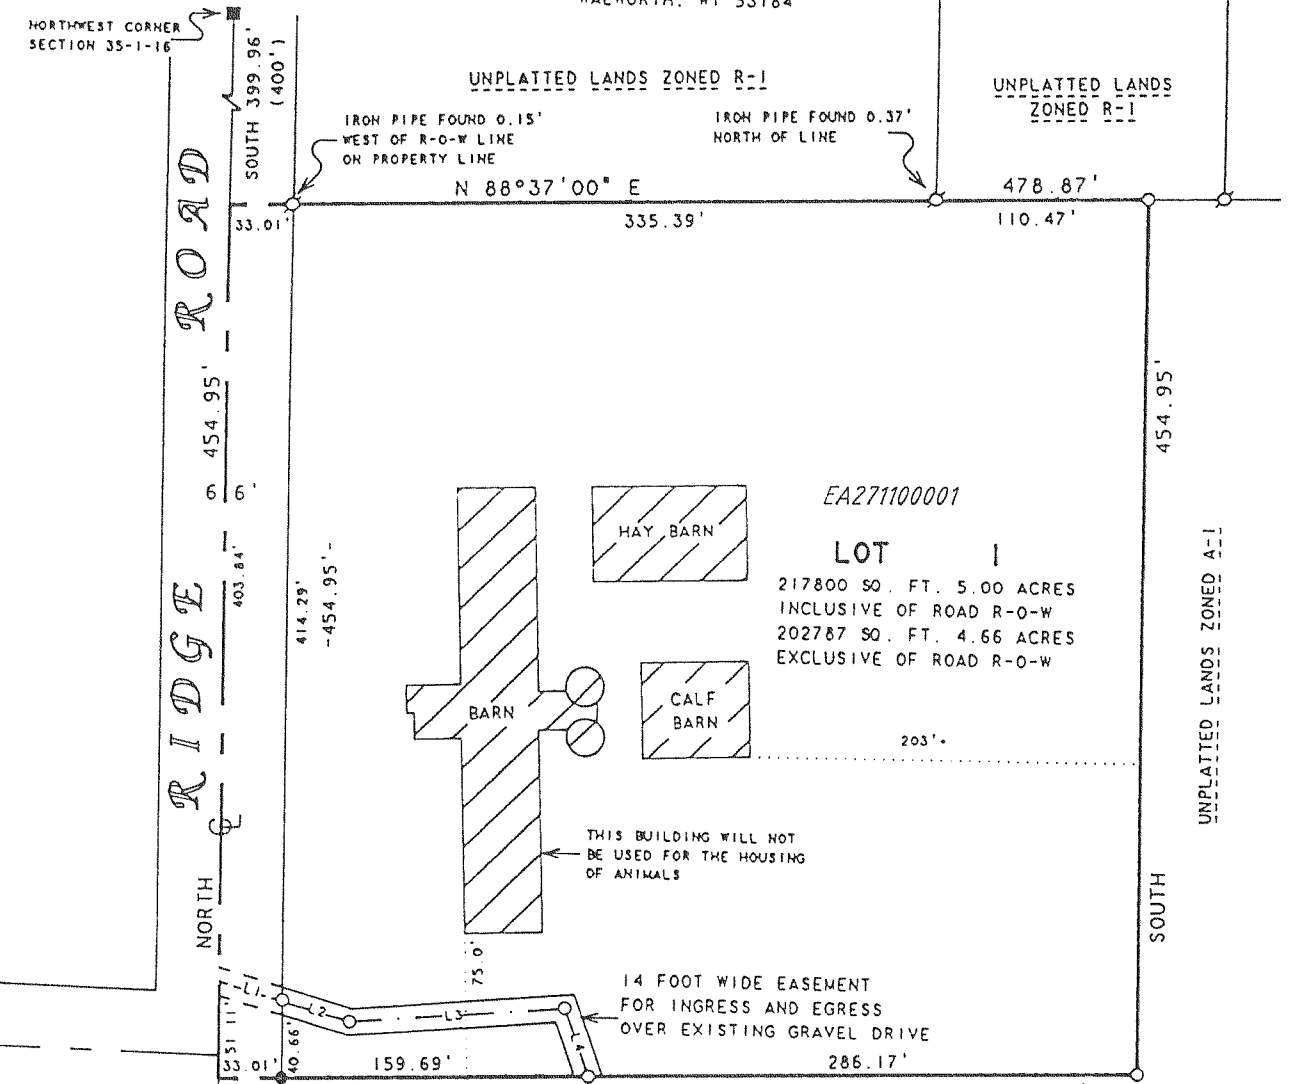 WALWORTH, WI 53184
NORTHWEST CORNER
SECTION 35-1-16
SOUTH 399.96'
(400')
UNPLATTED LANDS ZONED R-1
UNPLATTED LANDS
ZONED R-1
IRON PIPE FOUND 0.15'
WEST OF R-O-W LINE
ON PROPERTY LINE
IRON PIPE FOUND 0.37'
NORTH OF LINE
N 88°37'00" E
478.87'
33.01'
335.39'
110.47'
RIDGE ROAD
454.95'
66'
403.84'
414.29'
-454.95'-
454.95'
HAY BARN
EA271100001
LOT 1
217800 SQ. FT. 5.00 ACRES
INCLUSIVE OF ROAD R-O-W
202787 SQ. FT. 4.66 ACRES
EXCLUSIVE OF ROAD R-O-W
UNPLATTED LANDS ZONED A-1
BARN
CALF
BARN
203'
THIS BUILDING WILL NOT
BE USED FOR THE HOUSING
OF ANIMALS
NORTH
SOUTH
75.0'
14 FOOT WIDE EASEMENT
FOR INGRESS AND EGRESS
OVER EXISTING GRAVEL DRIVE
L1
L2
L3
L4
51.11'
40.66'
33.01'
159.69'
286.17'